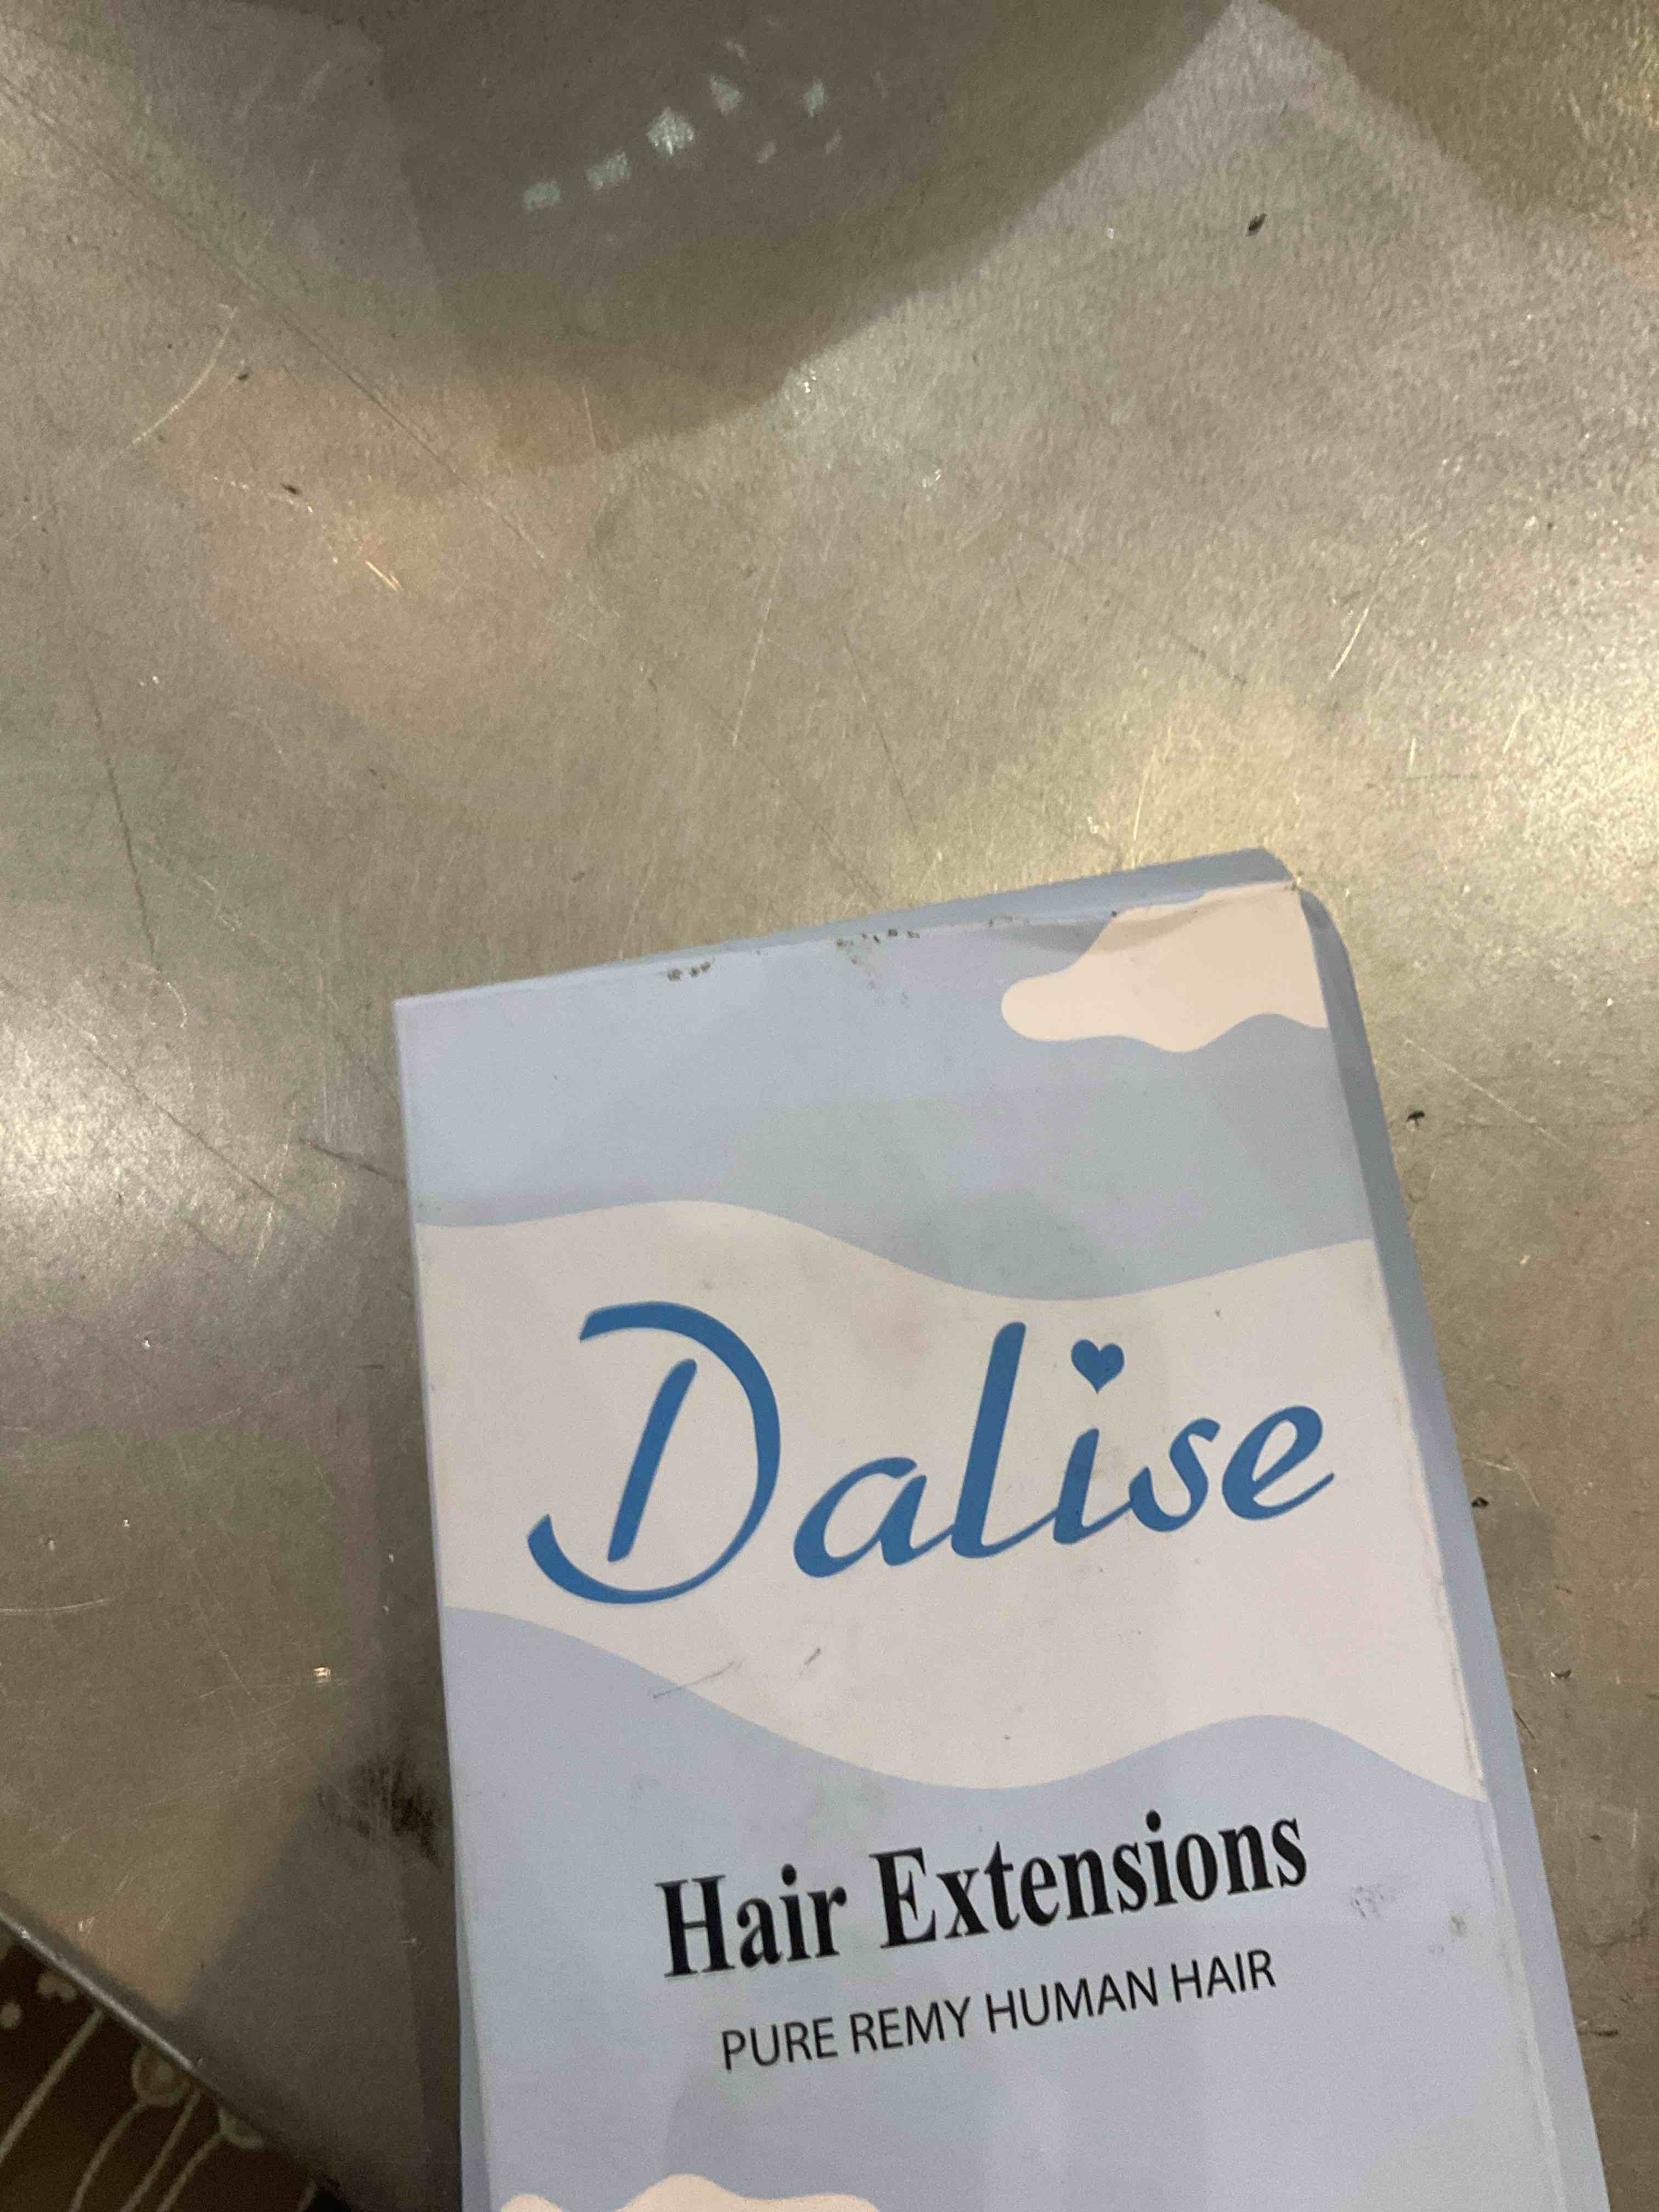 Dalise
Hair Extensions
PURE REMY HUMAN HAIR